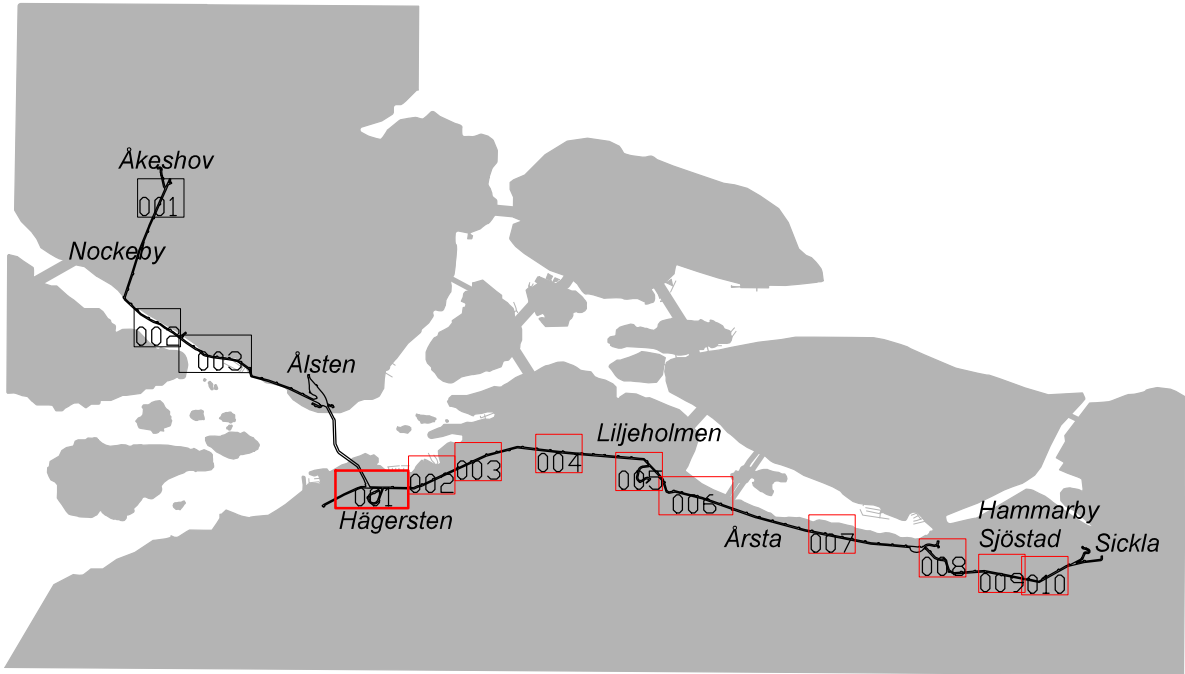 Åkeshov
001
Nockeby
002
003
Ålsten
Liljeholmen
004
003
002
005
001
006
Hägersten
Hammarby
Sjöstad
Årsta
007
Sickla
008
009
010